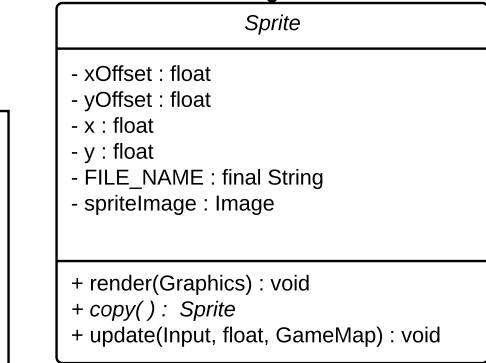 Sprite
- xOffset : float
- yOffset : float
- x : float
- y : float
- FILE_NAME : final String
- spriteImage : Image
+ render(Graphics) : void
+ copy( ) :  Sprite
+ update(Input, float, GameMap) : void